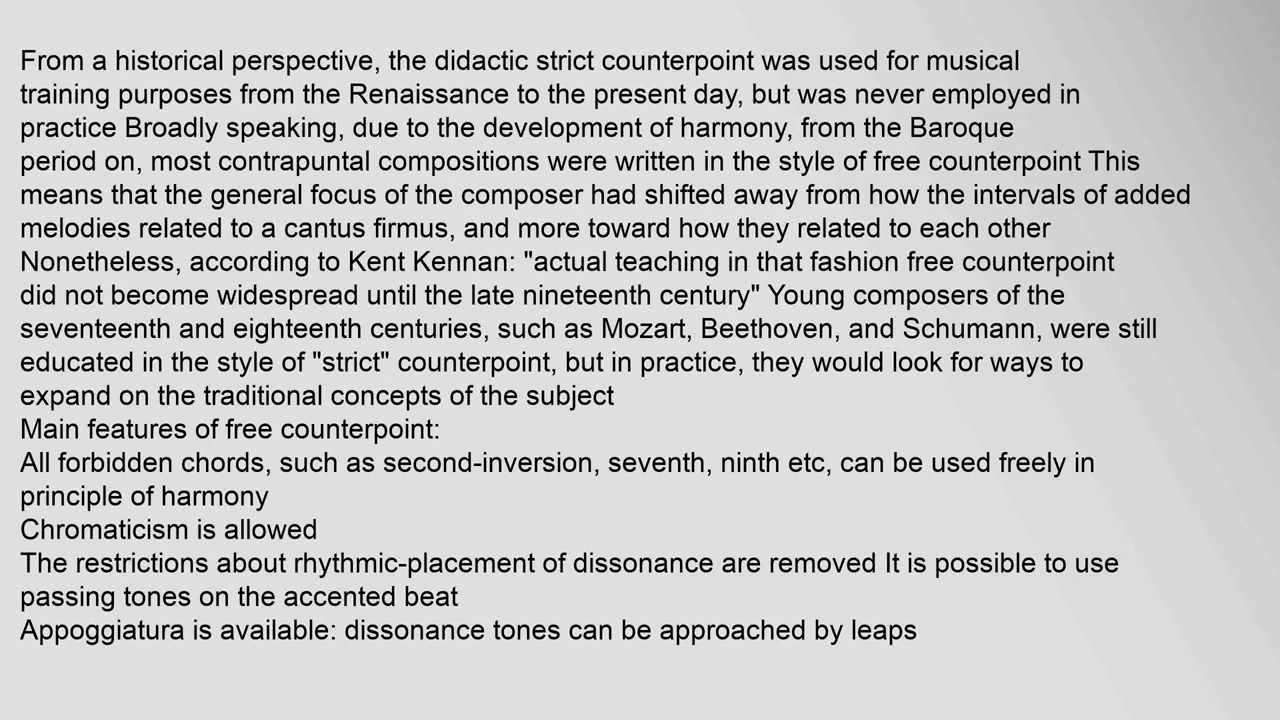 From a historical perspective, the didactic strict counterpoint was used for musical
training purposes from the Renaissance to the present day, but was never employed in
practice Broadly speaking, due to the development of harmony, from the Baroque
period on, most contrapuntal compositions were written in the style of free counterpoint This
means that the general focus of the composer had shifted away from how the intervals of added
melodies related to a cantus firmus, and more toward how they related to each other
Nonetheless, according to Kent Kennan: "actual teaching in that fashion free counterpoint
did not become widespread until the late nineteenth century" Young composers of the
seventeenth and eighteenth centuries, such as Mozart, Beethoven, and Schumann, were still
educated in the style of "strict" counterpoint, but in practice, they would look for ways to
expand on the traditional concepts of the subject
Main features of free counterpoint:
All forbidden chords, such as second-inversion, seventh, ninth etc, can be used freely in
principle of harmony
Chromaticism is allowed
The restrictions about rhythmic-placement of dissonance are removed It is possible to use
passing tones on the accented beat
Appoggiatura is available: dissonance tones can be approached by leaps